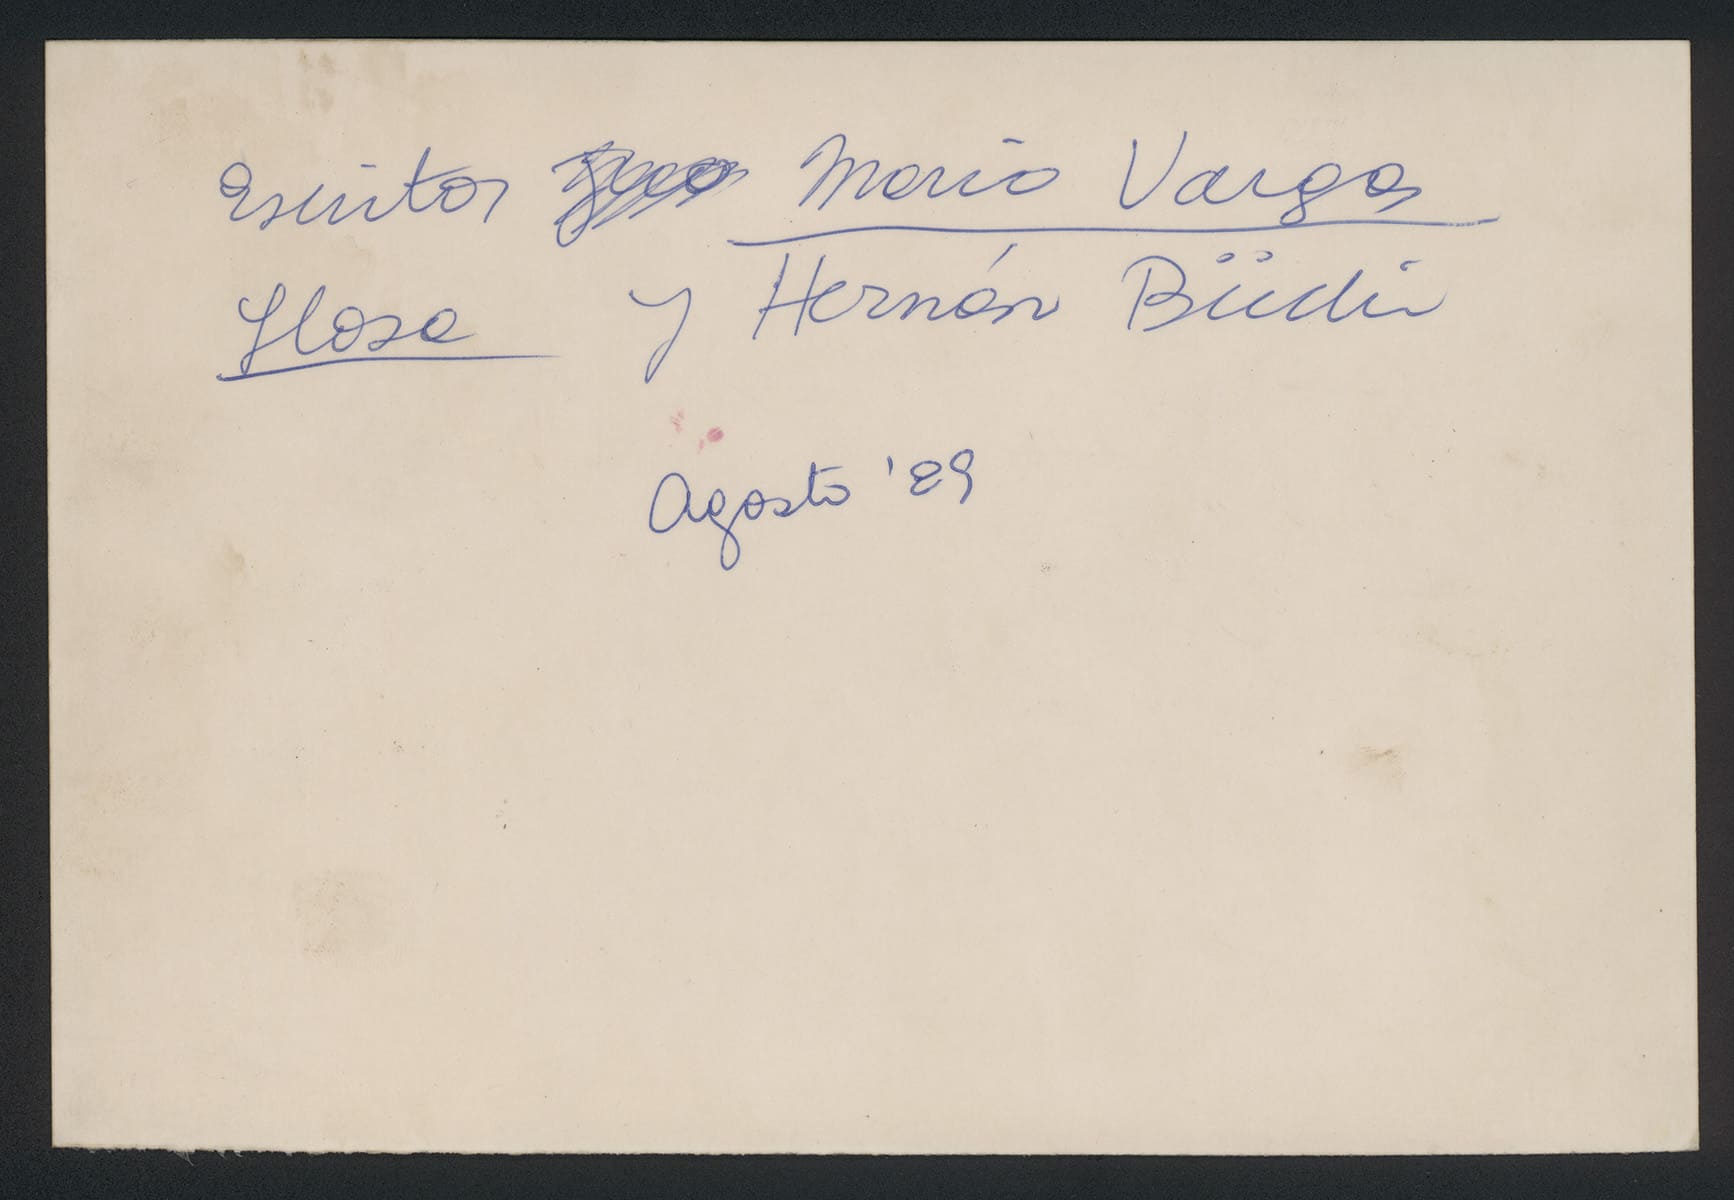 Escritor Mario Vargas
Llosa y Hernán Büchi
Agosto '89